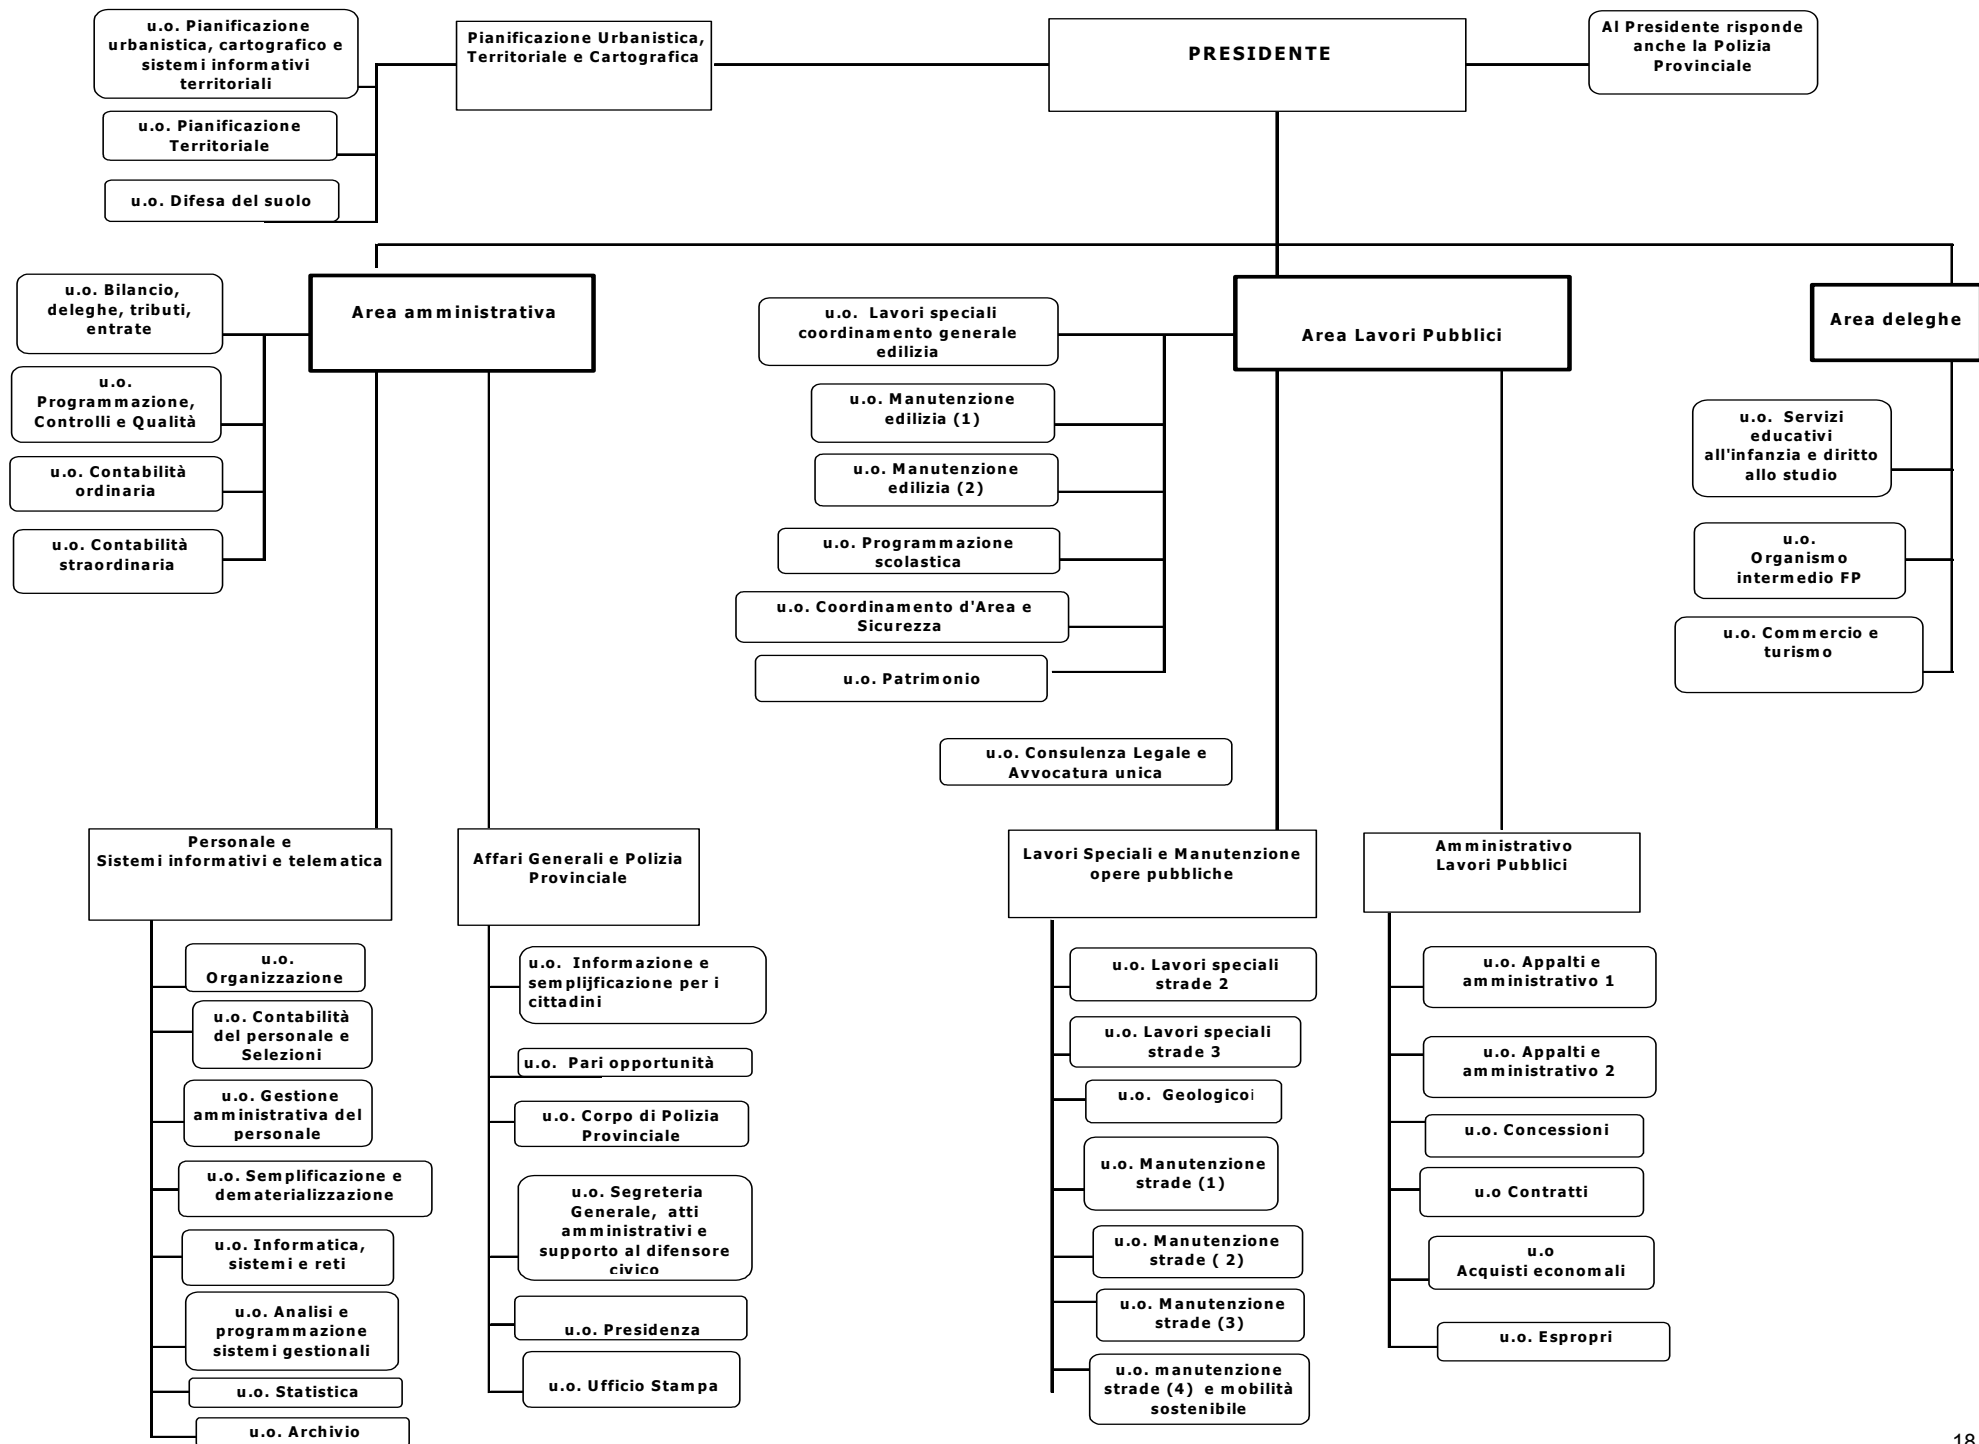 u.o. Pianificazione
urbanistica, cartografico e
sistemi informativi
territoriali
Pianificazione Urbanistica,
Territoriale e Cartografica
PRESIDENTE
Al Presidente risponde
anche la Polizia
Provinciale
u.o. Pianificazione
Territoriale
u.o. Difesa del suolo
u.o. Bilancio,
deleghe, tributi,
entrate
Area amministrativa
u.o. Lavori speciali
coordinamento generale
edilizia
Area Lavori Pubblici
Area deleghe
u.o.
Programmazione,
Controlli e Qualità
u.o. Contabilità
ordinaria
u.o. Contabilità
straordinaria
u.o. Manutenzione
edilizia (1)
u.o. Manutenzione
edilizia (2)
u.o. Programmazione
scolastica
u.o. Coordinamento d'Area e
Sicurezza
u.o. Patrimonio
u.o. Servizi
educativi
all'infanzia e diritto
allo studio
u.o.
Organismo
intermedio FP
u.o. Commercio e
turismo
u.o. Consulenza Legale e
Avvocatura unica
Personale e
Sistemi informativi e telematica
Affari Generali e Polizia
Provinciale
Lavori Speciali e Manutenzione
opere pubbliche
Amministrativo
Lavori Pubblici
u.o.
Organizzazione
u.o. Contabilità
del personale e
Selezioni
u.o. Gestione
amministrativa del
personale
u.o. Semplificazione e
dematerializzazione
u.o. Informatica,
sistemi e reti
u.o. Analisi e
programmazione
sistemi gestionali
u.o. Statistica
u.o. Archivio
u.o. Informazione e
semplijficazione per i
cittadini
u.o. Pari opportunità
u.o. Corpo di Polizia
Provinciale
u.o. Segreteria
Generale, atti
amministrativi e
supporto al difensore
civico
u.o. Presidenza
u.o. Ufficio Stampa
u.o. Lavori speciali
strade 2
u.o. Lavori speciali
strade 3
u.o. Geologicoi
u.o. Manutenzione
strade (1)
u.o. Manutenzione
strade ( 2)
u.o. Manutenzione
strade (3)
u.o. manutenzione
strade (4) e mobilità
sostenibile
u.o. Appalti e
amministrativo 1
u.o. Appalti e
amministrativo 2
u.o. Concessioni
u.o Contratti
u.o
Acquisti economali
u.o. Espropri
18